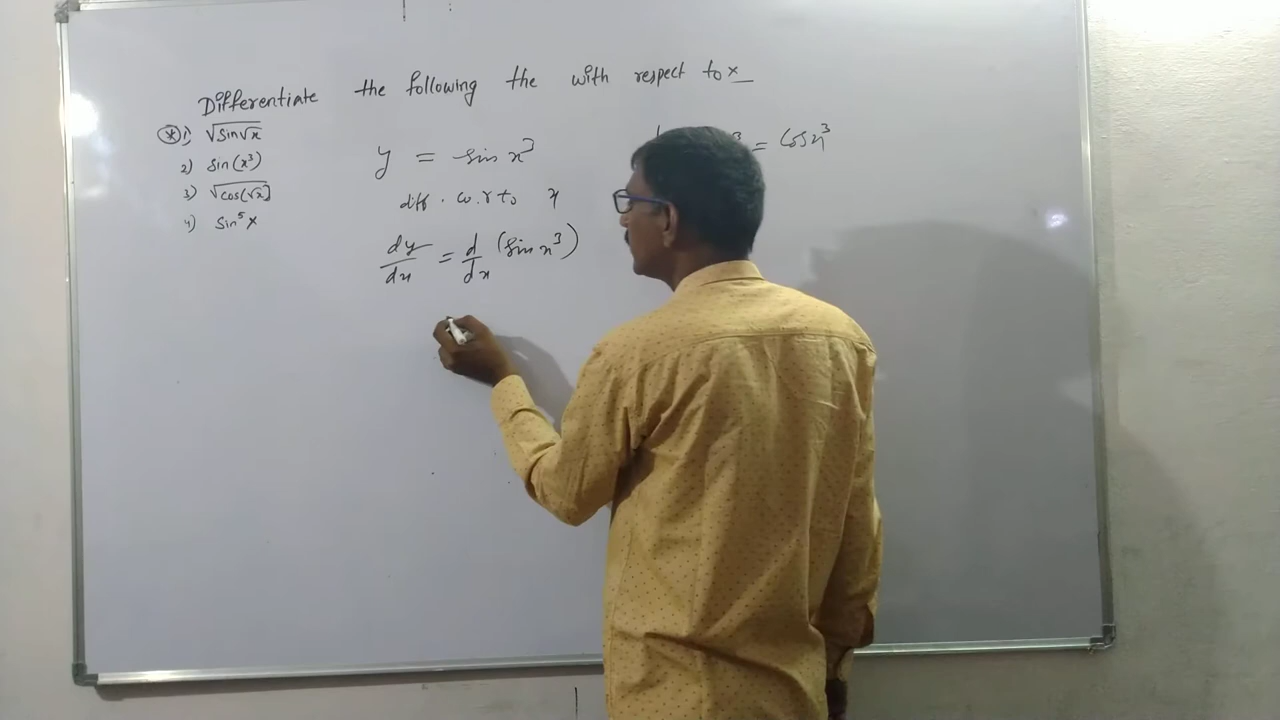 Differentiate the following the with respect to x
* 1) √sin√x
2) sin(x³)
3) √cos(√x)
4) sin⁵x
y = sin x³
diff. w.r to x
dy/dx = d/dx (sin x³)
³ = cos x³